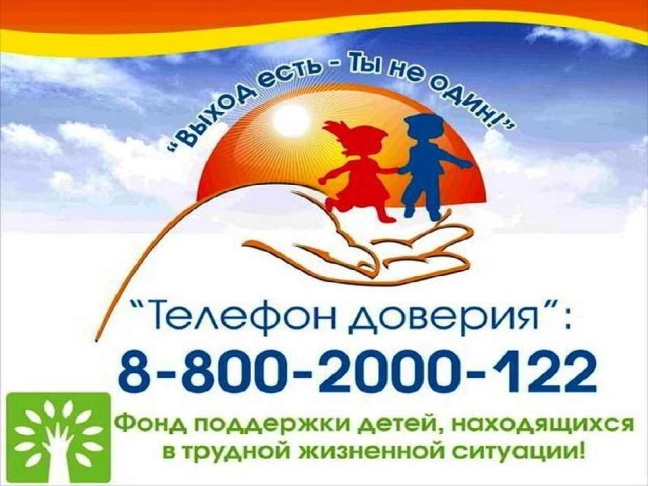 "Выход есть - Ты не один!"
"Телефон доверия":
8-800-2000-122
Фонд поддержки детей, находящихся
в трудной жизненной ситуации!